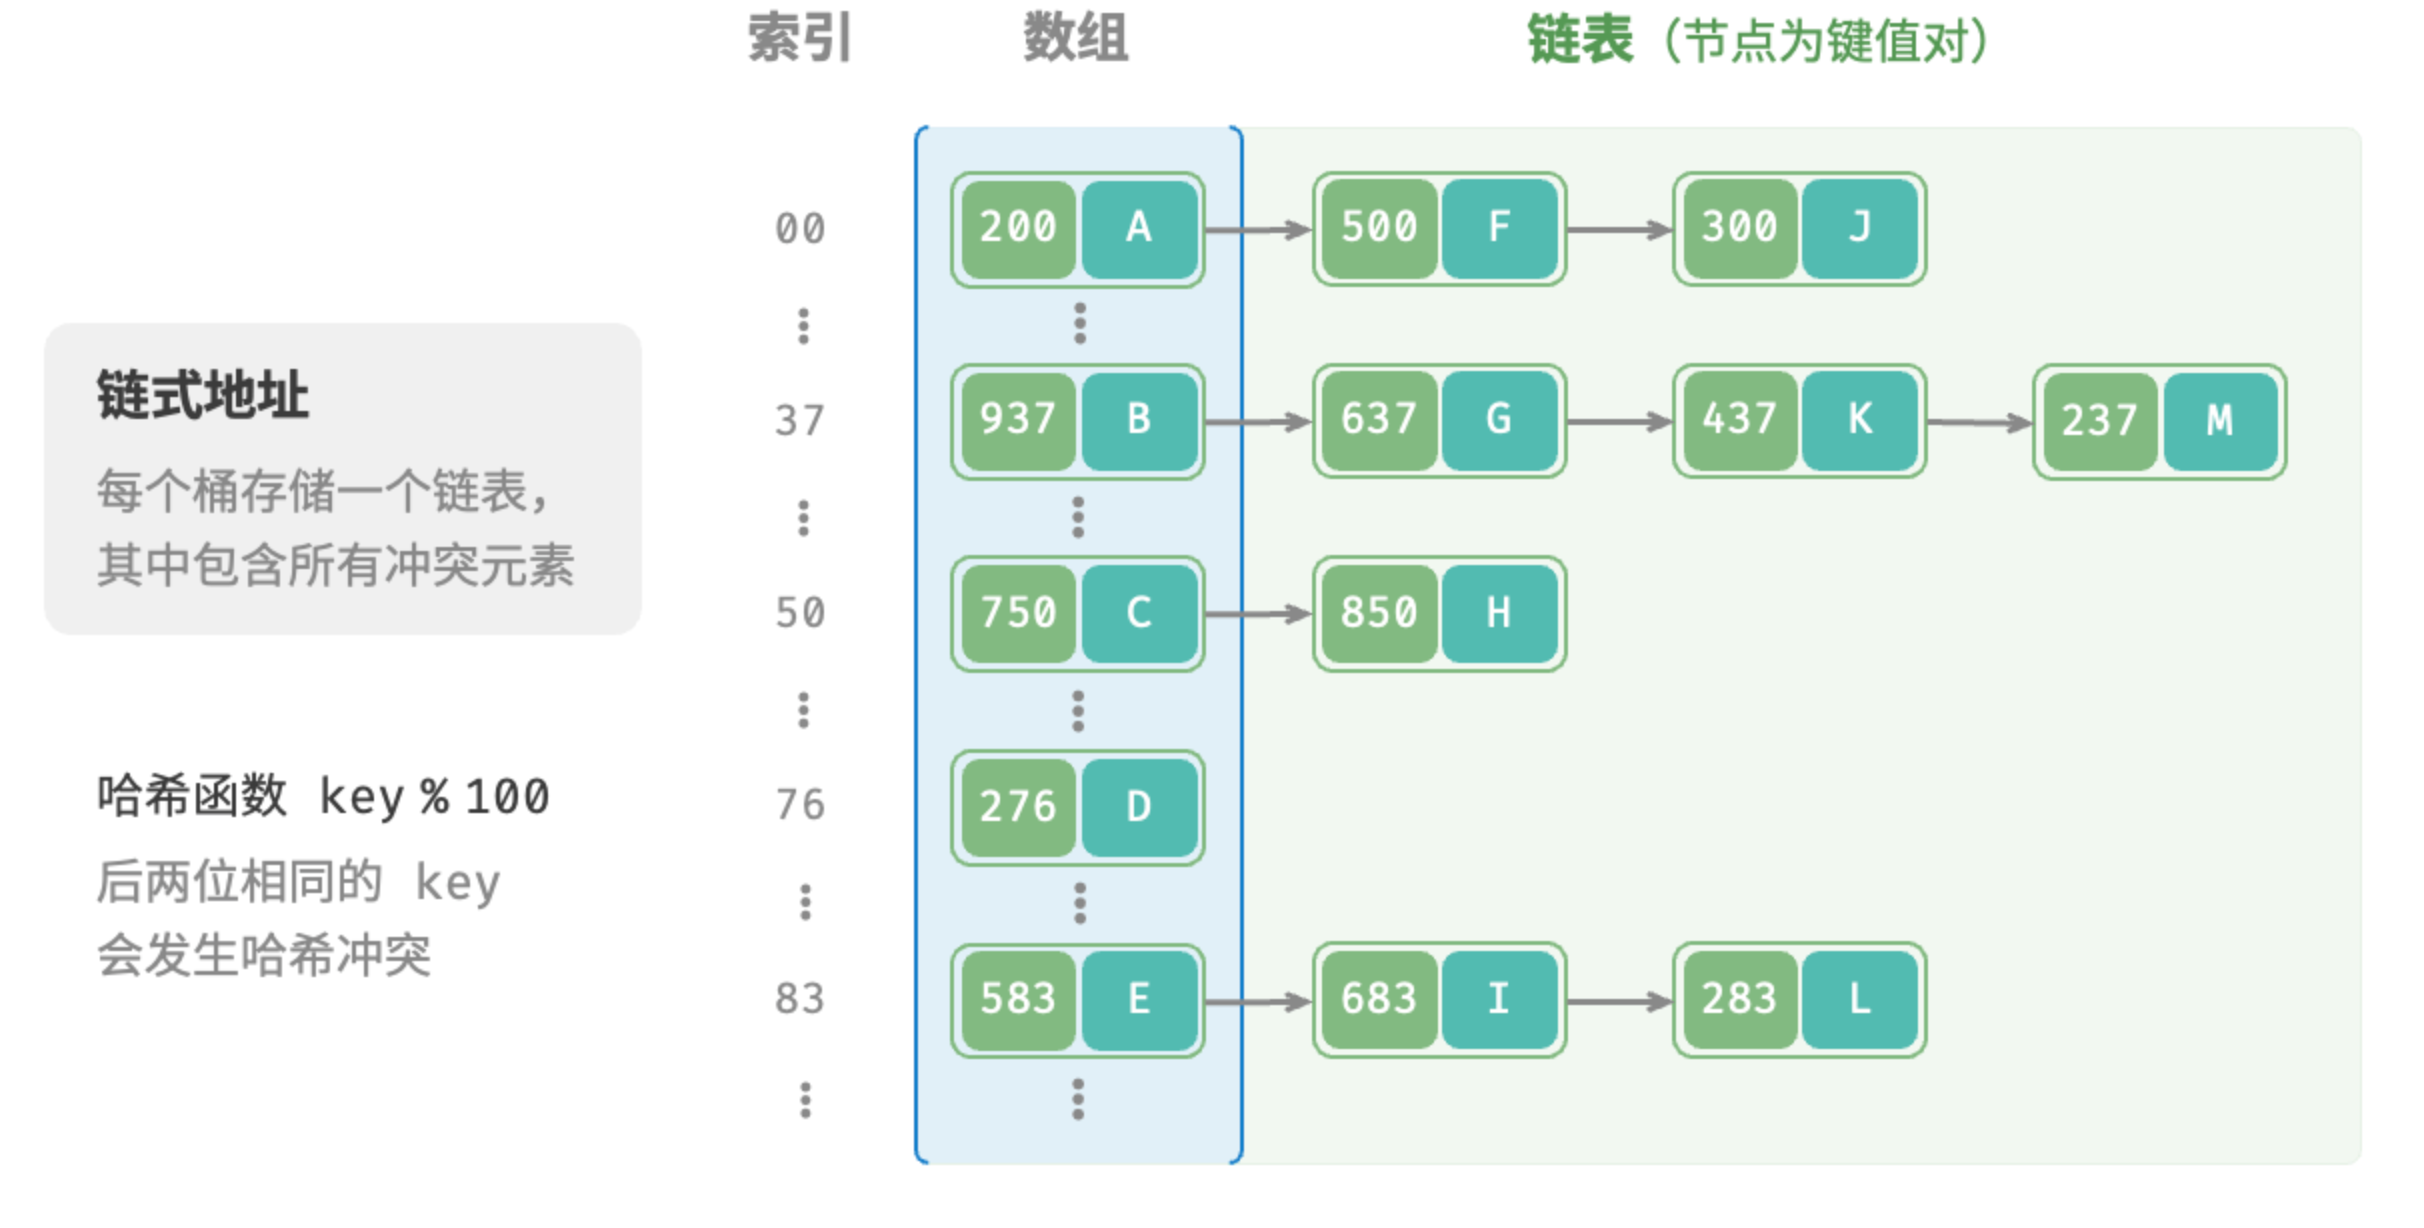 索引 数组 链表（节点为键值对）
00 200 A 500 F 300 J
链式地址
每个桶存储一个链表，
其中包含所有冲突元素
37 937 B 637 G 437 K 237 M
50 750 C 850 H
哈希函数 key % 100
后两位相同的 key
会发生哈希冲突
76 276 D
83 583 E 683 I 283 L